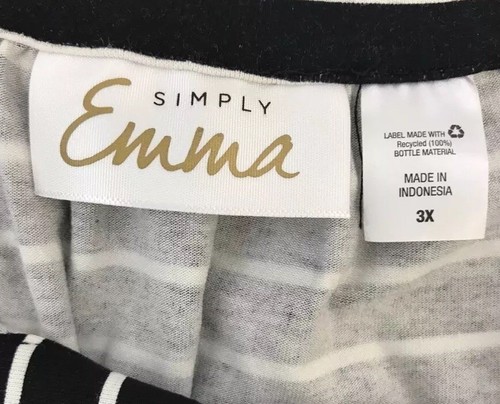 SIMPLY
Emma
LABEL MADE WITH
Recycled (100%)
BOTTLE MATERIAL
MADE IN
INDONESIA
3X